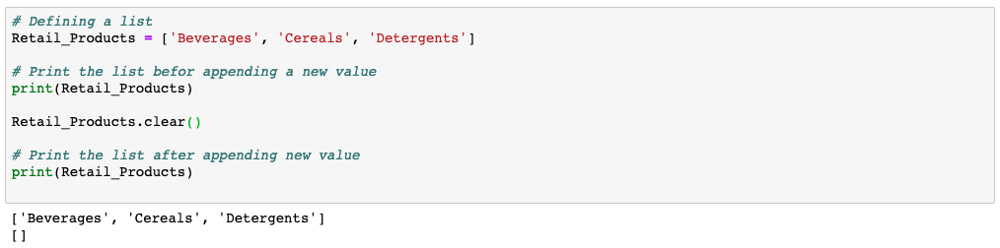 # Defining a list
Retail_Products = ['Beverages', 'Cereals', 'Detergents']
# Print the list befor appending a new value
print(Retail_Products)
Retail_Products.clear()
# Print the list after appending new value
print(Retail_Products)
['Beverages', 'Cereals', 'Detergents']
[]